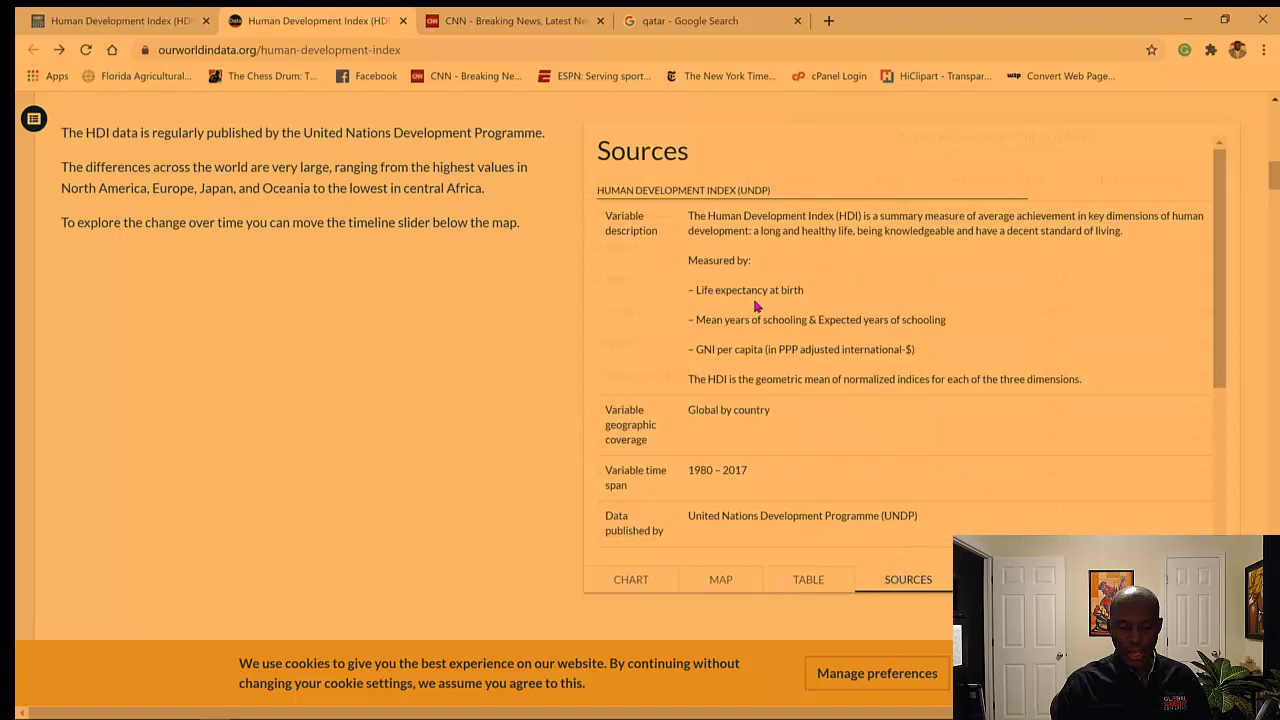 Human Development Index (HDI
Human Development Index (HDI
CNN - Breaking News, Latest Ne
qatar - Google Search
ourworldindata.org/human-development-index
Apps
Florida Agricultural...
The Chess Drum: T...
Facebook
CNN - Breaking Ne...
ESPN: Serving sport...
The New York Time...
cPanel Login
HiClipart - Transpar...
Convert Web Page...
The HDI data is regularly published by the United Nations Development Programme.
The differences across the world are very large, ranging from the highest values in
North America, Europe, Japan, and Oceania to the lowest in central Africa.
To explore the change over time you can move the timeline slider below the map.
Sources
HUMAN DEVELOPMENT INDEX (UNDP)
Variable
description
The Human Development Index (HDI) is a summary measure of average achievement in key dimensions of human
development: a long and healthy life, being knowledgeable and have a decent standard of living.
Measured by:
– Life expectancy at birth
– Mean years of schooling & Expected years of schooling
– GNI per capita (in PPP adjusted international-$)
The HDI is the geometric mean of normalized indices for each of the three dimensions.
Variable
geographic
coverage
Global by country
Variable time
span
1980 – 2017
Data
published by
United Nations Development Programme (UNDP)
CHART
MAP
TABLE
SOURCES
We use cookies to give you the best experience on our website. By continuing without
changing your cookie settings, we assume you agree to this.
Manage preferences